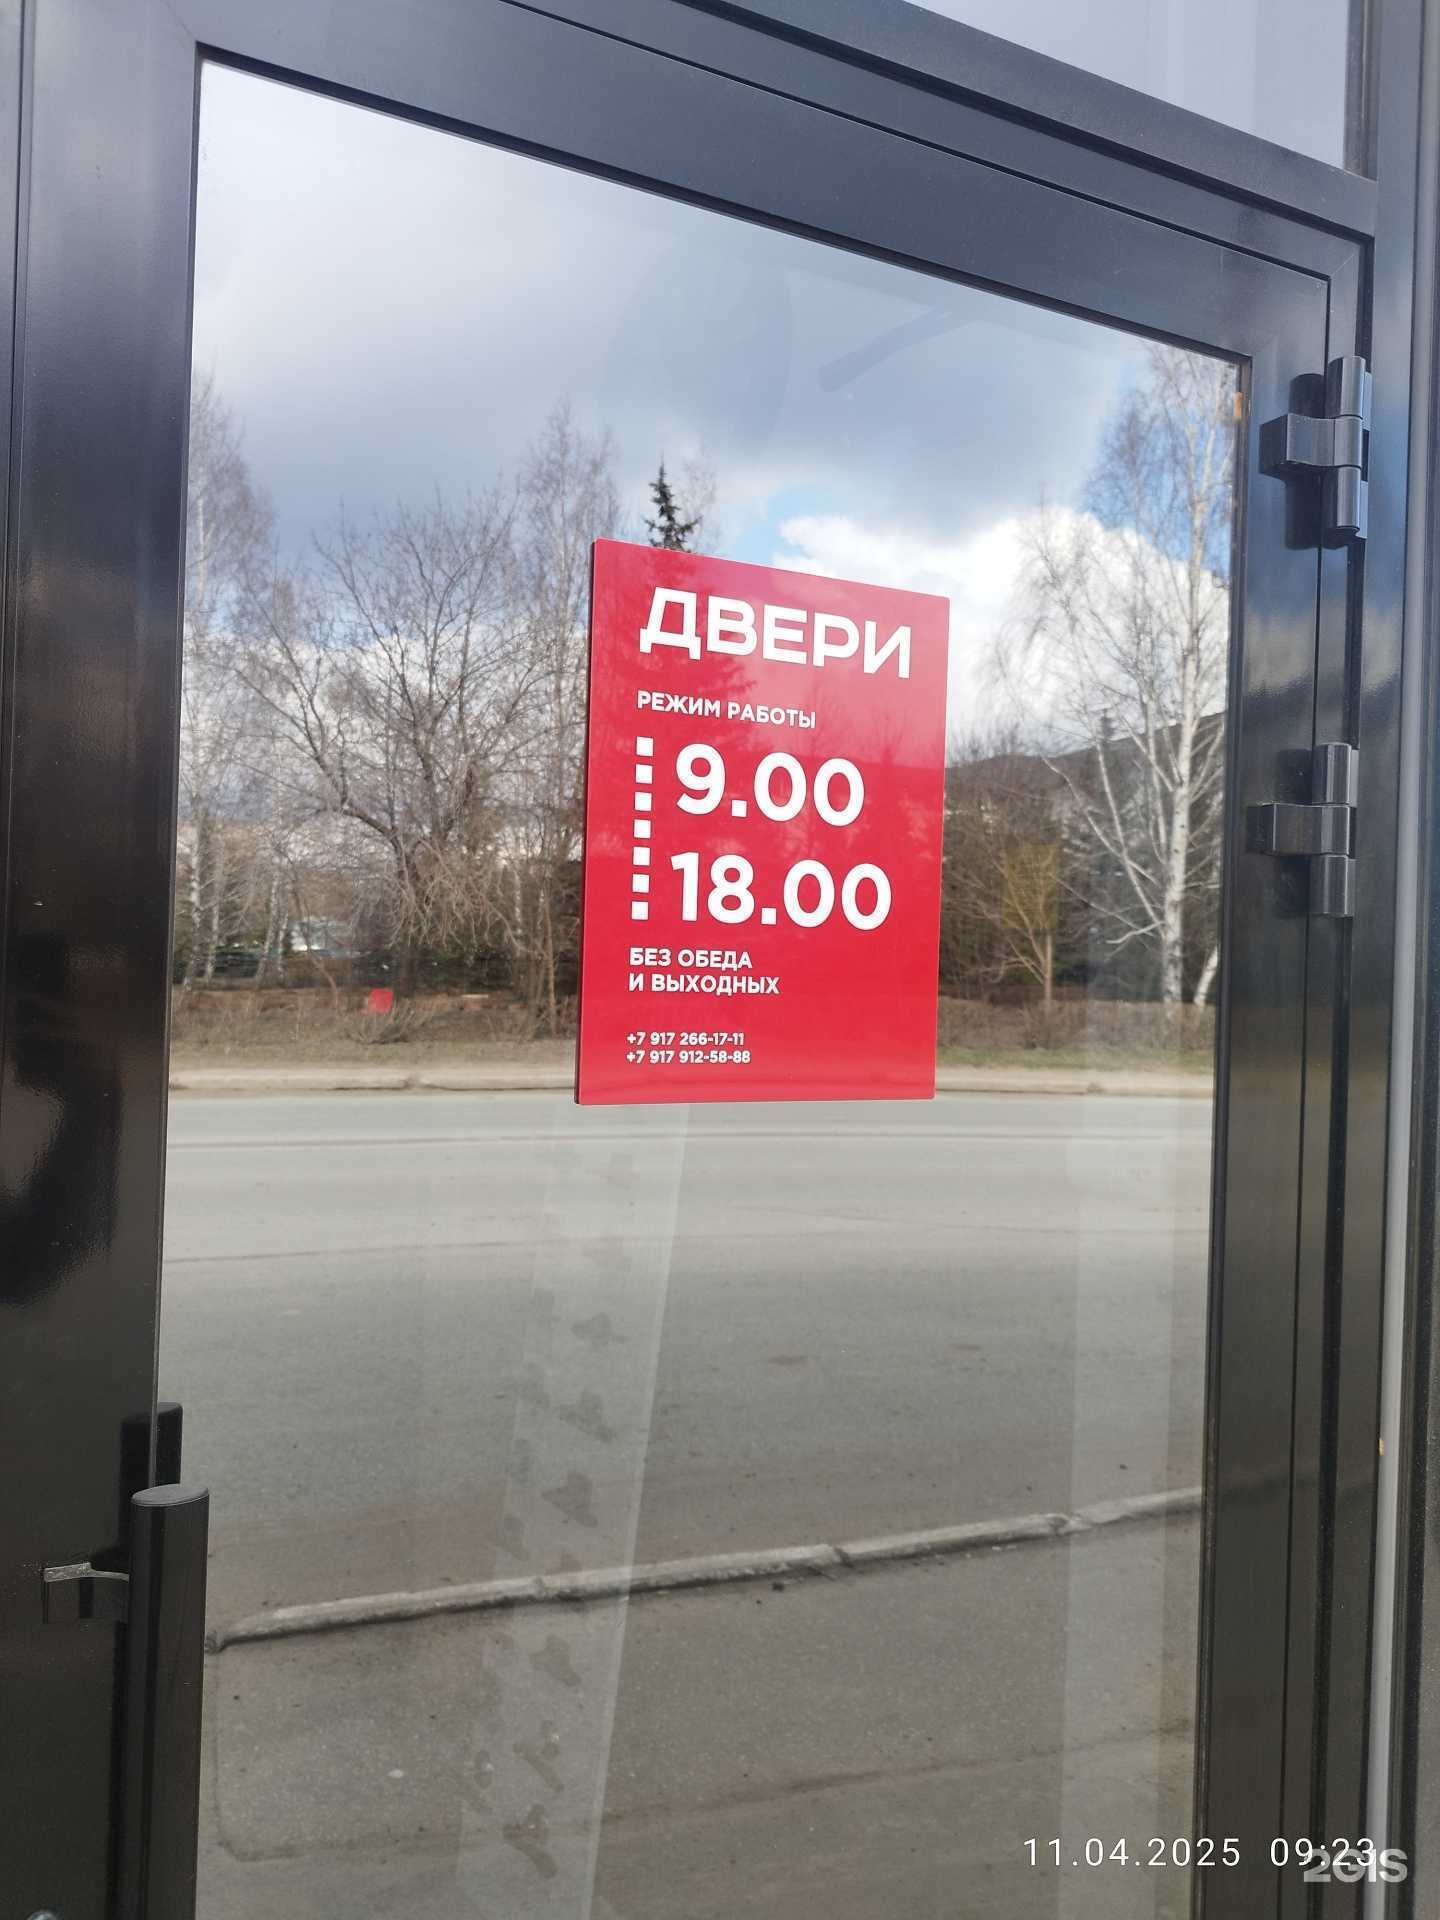 ДВЕРИ
РЕЖИМ РАБОТЫ
9.00
18.00
БЕЗ ОБЕДА
И ВЫХОДНЫХ
+7 917 266-17-11
+7 917 912-58-88
11.04.2025 09:23
2GIS